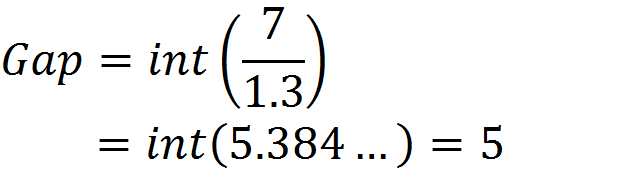 Gap = int(7/1.3)
= int(5.384 ...) = 5